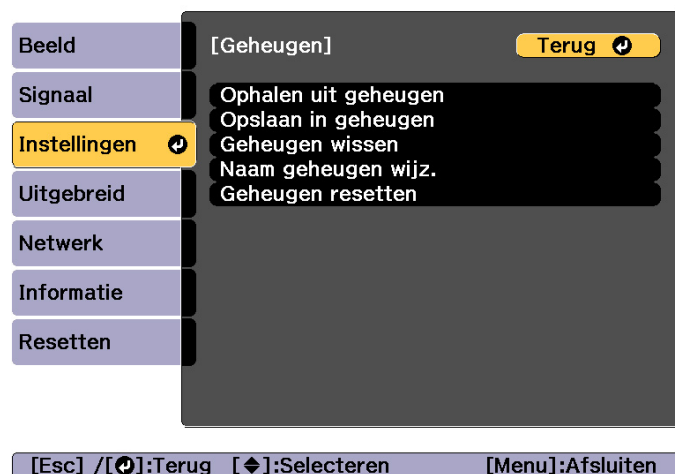 Beeld
Signaal
Instellingen
Uitgebreid
Netwerk
Informatie
Resetten
[Geheugen]
Terug
Ophalen uit geheugen
Opslaan in geheugen
Geheugen wissen
Naam geheugen wijz.
Geheugen resetten
[Esc] /[⏎]:Terug [◆]:Selecteren [Menu]:Afsluiten